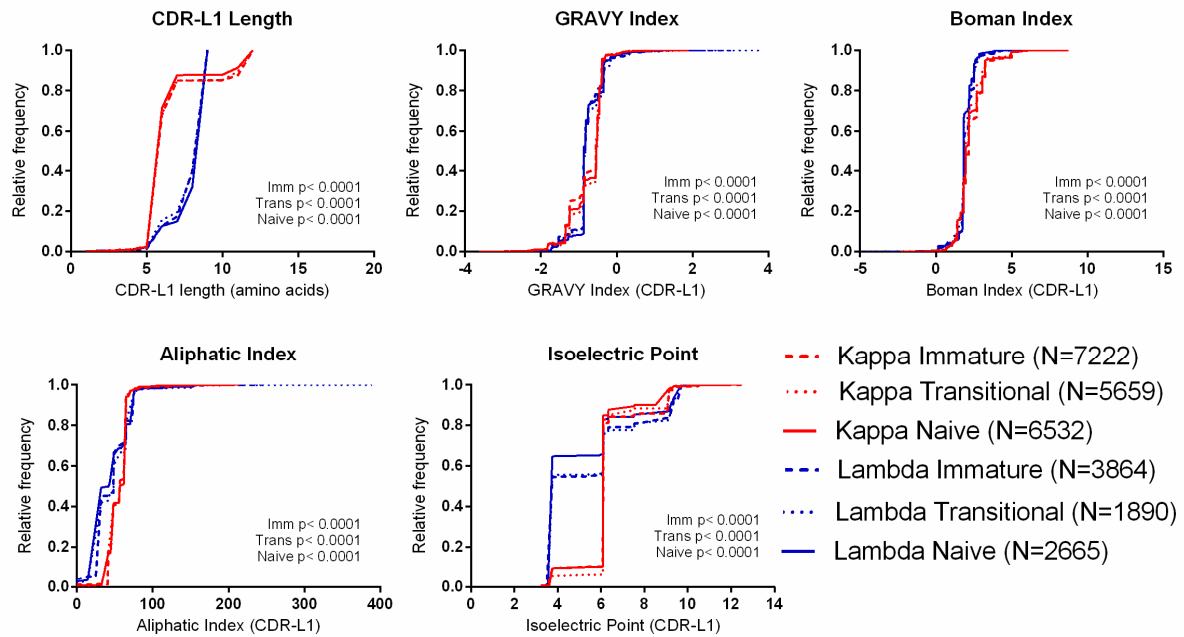 CDR-L1 Length
GRAVY Index
Boman Index
Relative frequency
1.0
0.8
0.6
0.4
0.2
0.0
0
5
10
15
20
Imm p< 0.0001
Trans p< 0.0001
Naive p< 0.0001
CDR-L1 length (amino acids)
Relative frequency
1.0
0.8
0.6
0.4
0.2
0.0
-4
-2
0
2
4
Imm p< 0.0001
Trans p< 0.0001
Naive p< 0.0001
GRAVY Index (CDR-L1)
Relative frequency
1.0
0.8
0.6
0.4
0.2
0.0
-5
0
5
10
15
Imm p< 0.0001
Trans p< 0.0001
Naive p< 0.0001
Boman Index (CDR-L1)
Aliphatic Index
Isoelectric Point
Relative frequency
1.0
0.8
0.6
0.4
0.2
0.0
0
100
200
300
400
Imm p< 0.0001
Trans p< 0.0001
Naive p< 0.0001
Aliphatic Index (CDR-L1)
Relative frequency
1.0
0.8
0.6
0.4
0.2
0.0
0
2
4
6
8
10
12
14
Imm p< 0.0001
Trans p< 0.0001
Naive p< 0.0001
Isoelectric Point (CDR-L1)
Kappa Immature (N=7222)
Kappa Transitional (N=5659)
Kappa Naive (N=6532)
Lambda Immature (N=3864)
Lambda Transitional (N=1890)
Lambda Naive (N=2665)